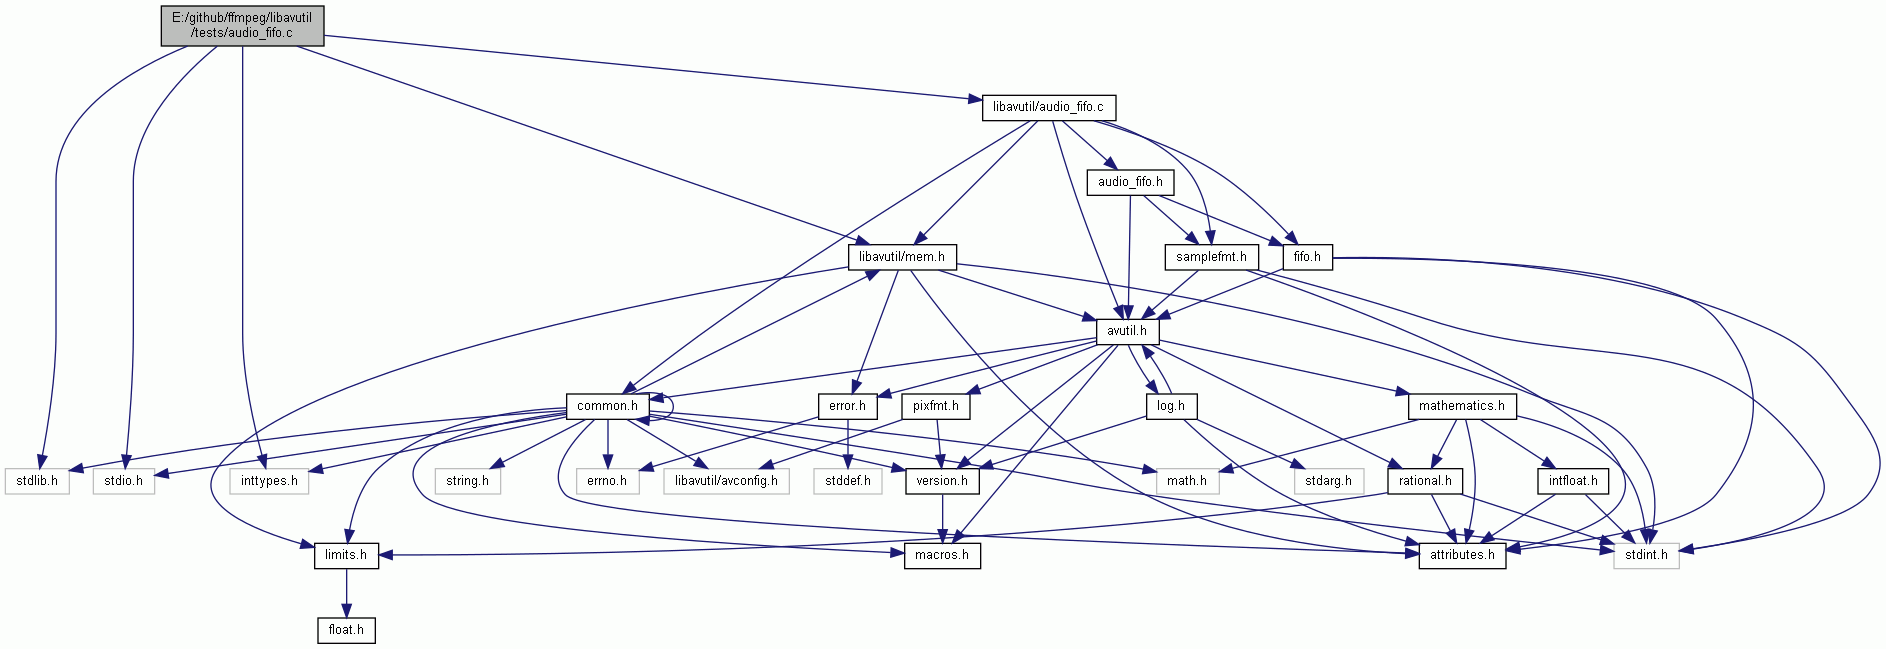 E:/github/ffmpeg/libavutil
/tests/audio_fifo.c
libavutil/audio_fifo.c
audio_fifo.h
libavutil/mem.h
samplefmt.h
fifo.h
avutil.h
common.h
error.h
pixfmt.h
log.h
mathematics.h
stdlib.h
stdio.h
inttypes.h
string.h
errno.h
libavutil/avconfig.h
stddef.h
version.h
math.h
stdarg.h
rational.h
intfloat.h
limits.h
macros.h
attributes.h
stdint.h
float.h